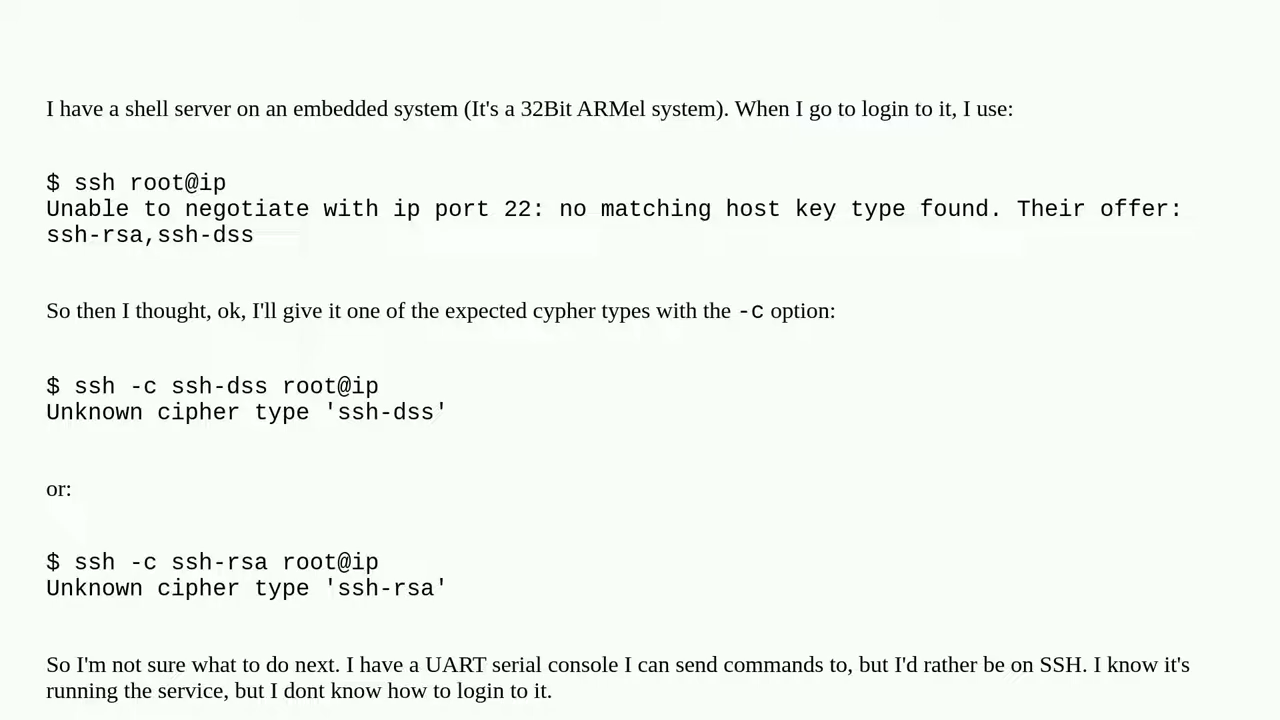 I have a shell server on an embedded system (It's a 32Bit ARMel system). When I go to login to it, I use:
$ ssh root@ip
Unable to negotiate with ip port 22: no matching host key type found. Their offer:
ssh-rsa,ssh-dss
So then I thought, ok, I'll give it one of the expected cypher types with the -c option:
$ ssh -c ssh-dss root@ip
Unknown cipher type 'ssh-dss'
or:
$ ssh -c ssh-rsa root@ip
Unknown cipher type 'ssh-rsa'
So I'm not sure what to do next. I have a UART serial console I can send commands to, but I'd rather be on SSH. I know it's
running the service, but I dont know how to login to it.